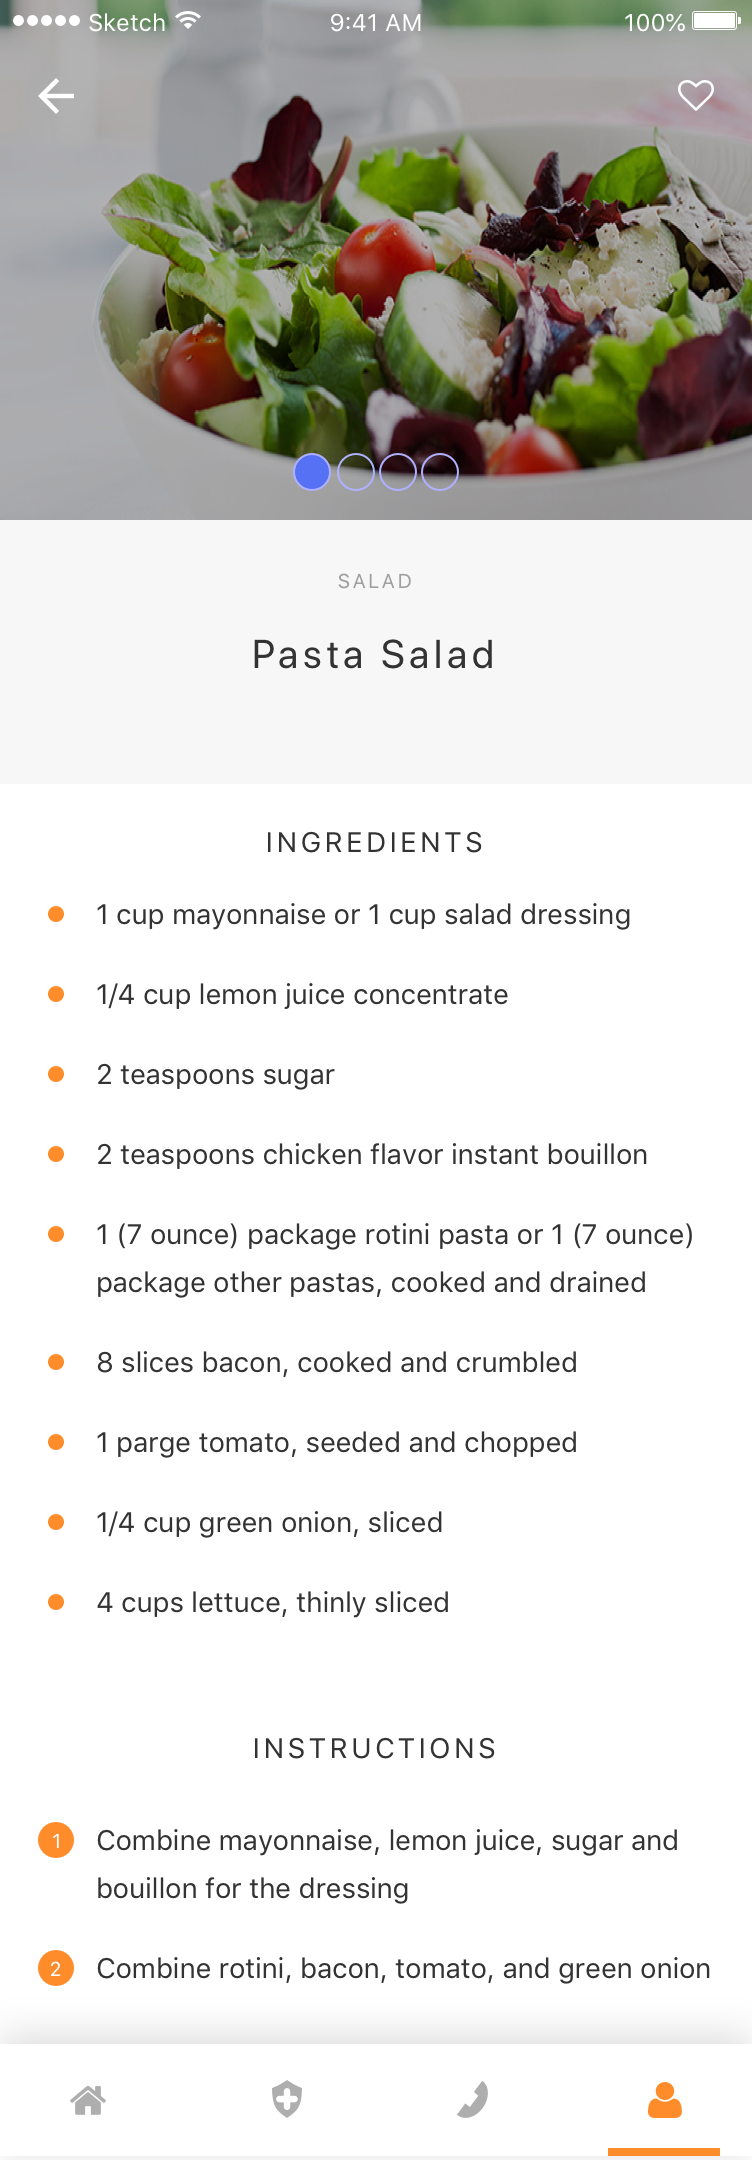 Sketch 9:41 AM 100%
SALAD
Pasta Salad
INGREDIENTS
1 cup mayonnaise or 1 cup salad dressing
1/4 cup lemon juice concentrate
2 teaspoons sugar
2 teaspoons chicken flavor instant bouillon
1 (7 ounce) package rotini pasta or 1 (7 ounce)
package other pastas, cooked and drained
8 slices bacon, cooked and crumbled
1 parge tomato, seeded and chopped
1/4 cup green onion, sliced
4 cups lettuce, thinly sliced
INSTRUCTIONS
1 Combine mayonnaise, lemon juice, sugar and
bouillon for the dressing
2 Combine rotini, bacon, tomato, and green onion